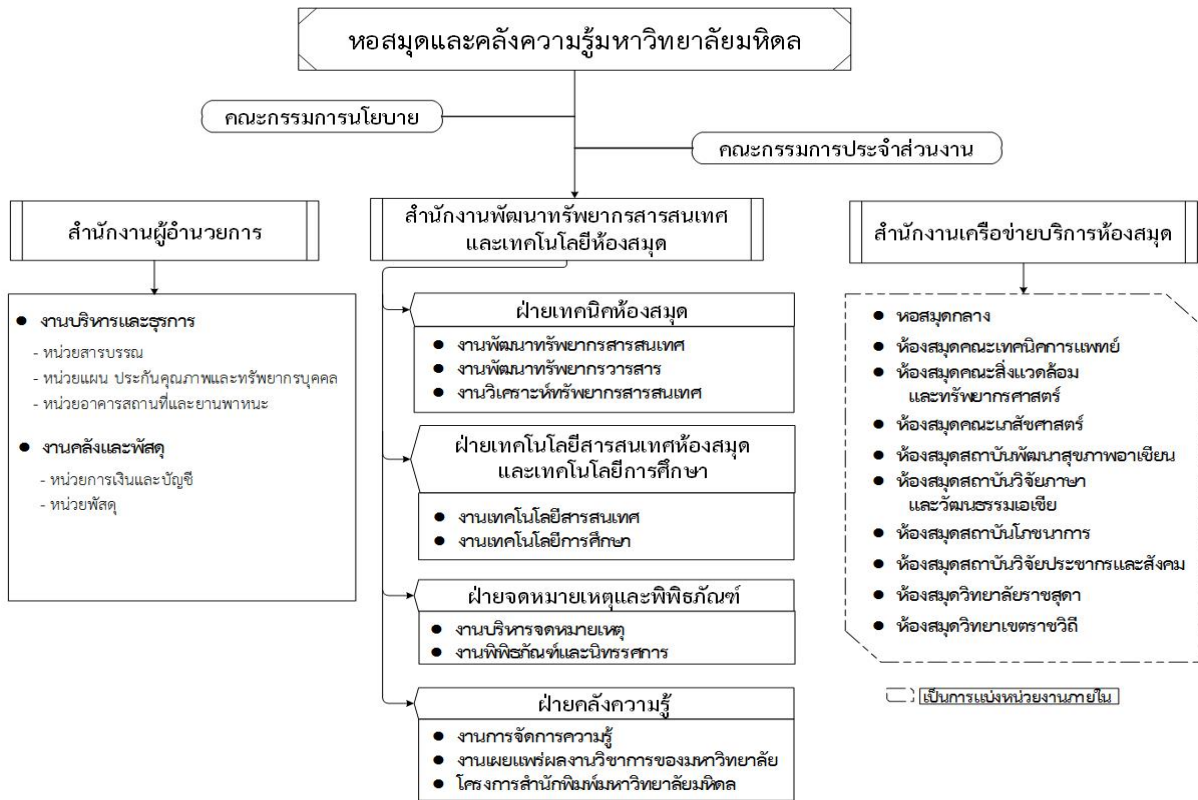 หอสมุดและคลังความรู้มหาวิทยาลัยมหิดล
คณะกรรมการนโยบาย
คณะกรรมการประจำส่วนงาน
สำนักงานผู้อำนวยการ
● งานบริหารและธุรการ
- หน่วยสารบรรณ
- หน่วยแผน ประกันคุณภาพและทรัพยากรบุคคล
- หน่วยอาคารสถานที่และยานพาหนะ
● งานคลังและพัสดุ
- หน่วยการเงินและบัญชี
- หน่วยพัสดุ
สำนักงานพัฒนาทรัพยากรสารสนเทศ
และเทคโนโลยีห้องสมุด
ฝ่ายเทคนิคห้องสมุด
● งานพัฒนาทรัพยากรสารสนเทศ
● งานพัฒนาทรัพยากรวารสาร
● งานวิเคราะห์ทรัพยากรสารสนเทศ
ฝ่ายเทคโนโลยีสารสนเทศห้องสมุด
และเทคโนโลยีการศึกษา
● งานเทคโนโลยีสารสนเทศ
● งานเทคโนโลยีการศึกษา
ฝ่ายจดหมายเหตุและพิพิธภัณฑ์
● งานบริหารจดหมายเหตุ
● งานพิพิธภัณฑ์และนิทรรศการ
ฝ่ายคลังความรู้
● งานการจัดการความรู้
● งานเผยแพร่ผลงานวิชาการของมหาวิทยาลัย
● โครงการสำนักพิมพ์มหาวิทยาลัยมหิดล
สำนักงานเครือข่ายบริการห้องสมุด
● หอสมุดกลาง
● ห้องสมุดคณะเทคนิคการแพทย์
● ห้องสมุดคณะสิ่งแวดล้อม
และทรัพยากรศาสตร์
● ห้องสมุดคณะเภสัชศาสตร์
● ห้องสมุดสถาบันพัฒนาสุขภาพอาเซียน
● ห้องสมุดสถาบันวิจัยภาษา
และวัฒนธรรมเอเชีย
● ห้องสมุดสถาบันโภชนาการ
● ห้องสมุดสถาบันวิจัยประชากรและสังคม
● ห้องสมุดวิทยาลัยราชสุดา
● ห้องสมุดวิทยาเขตราชวิถี
เป็นการแบ่งหน่วยงานภายใน